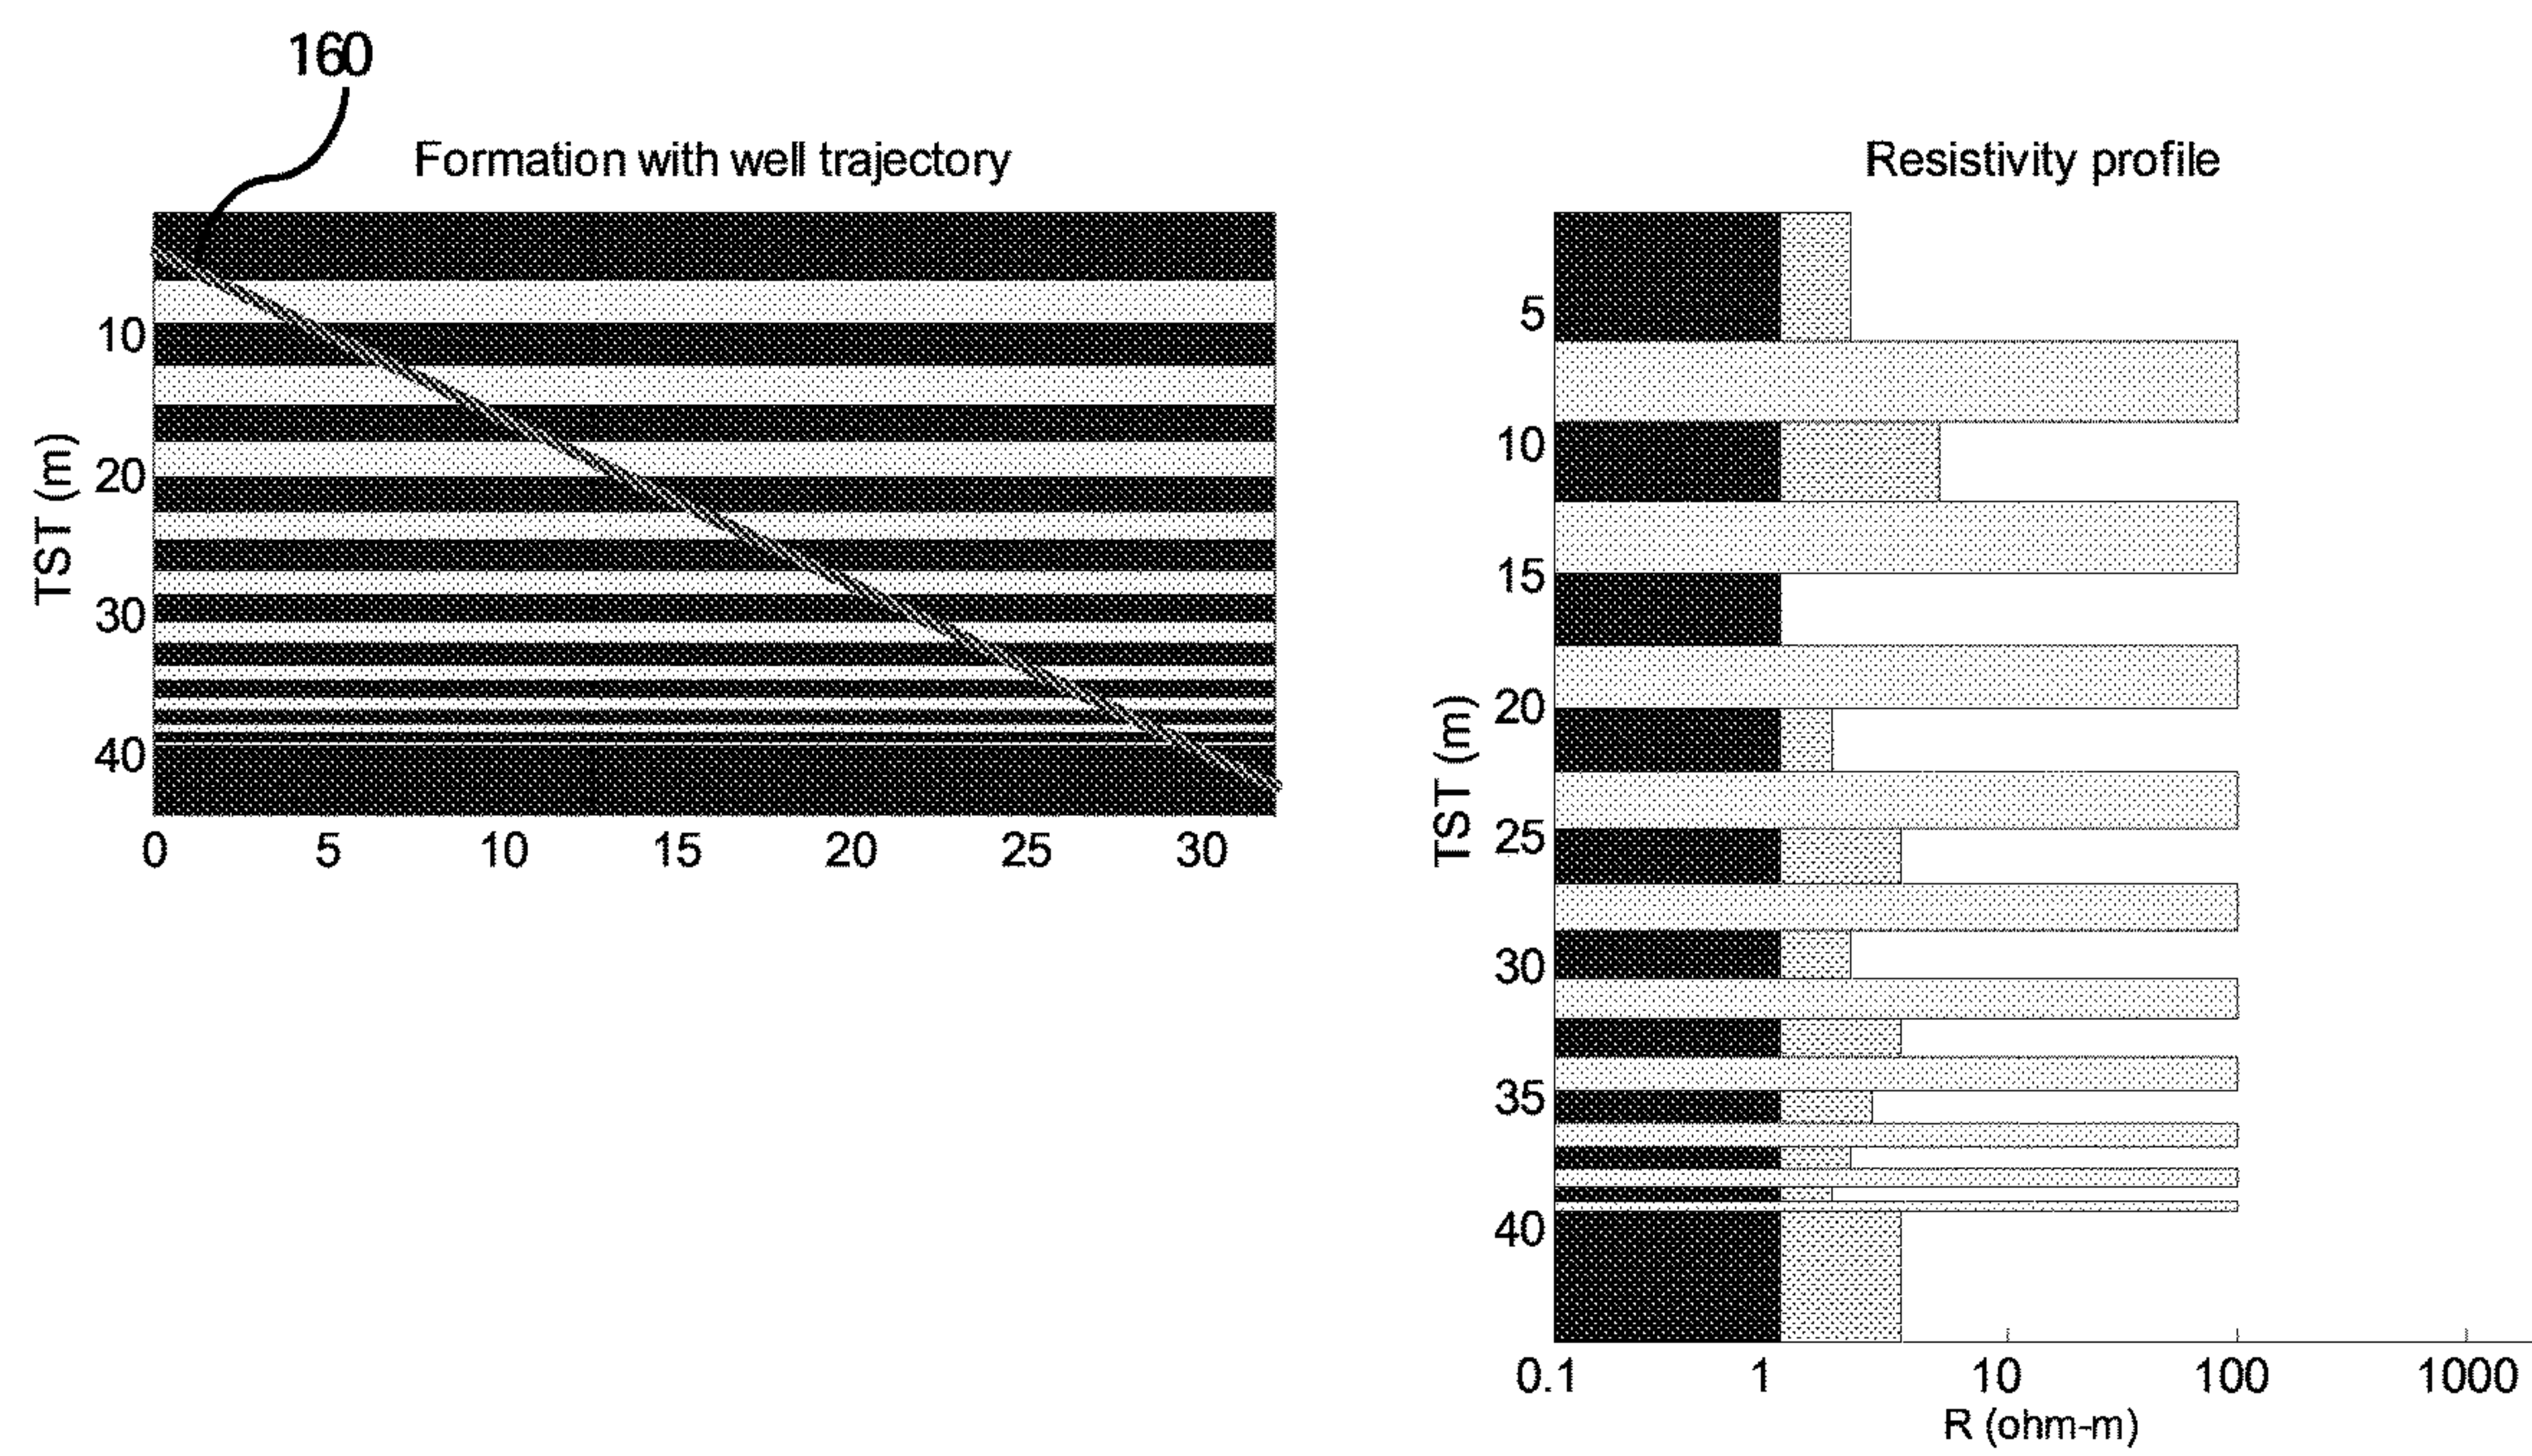 160
Formation with well trajectory
TST (m)
10
20
30
40
0 5 10 15 20 25 30
Resistivity profile
TST (m)
5
10
15
20
25
30
35
40
0.1 1 10 100 1000
R (ohm-m)